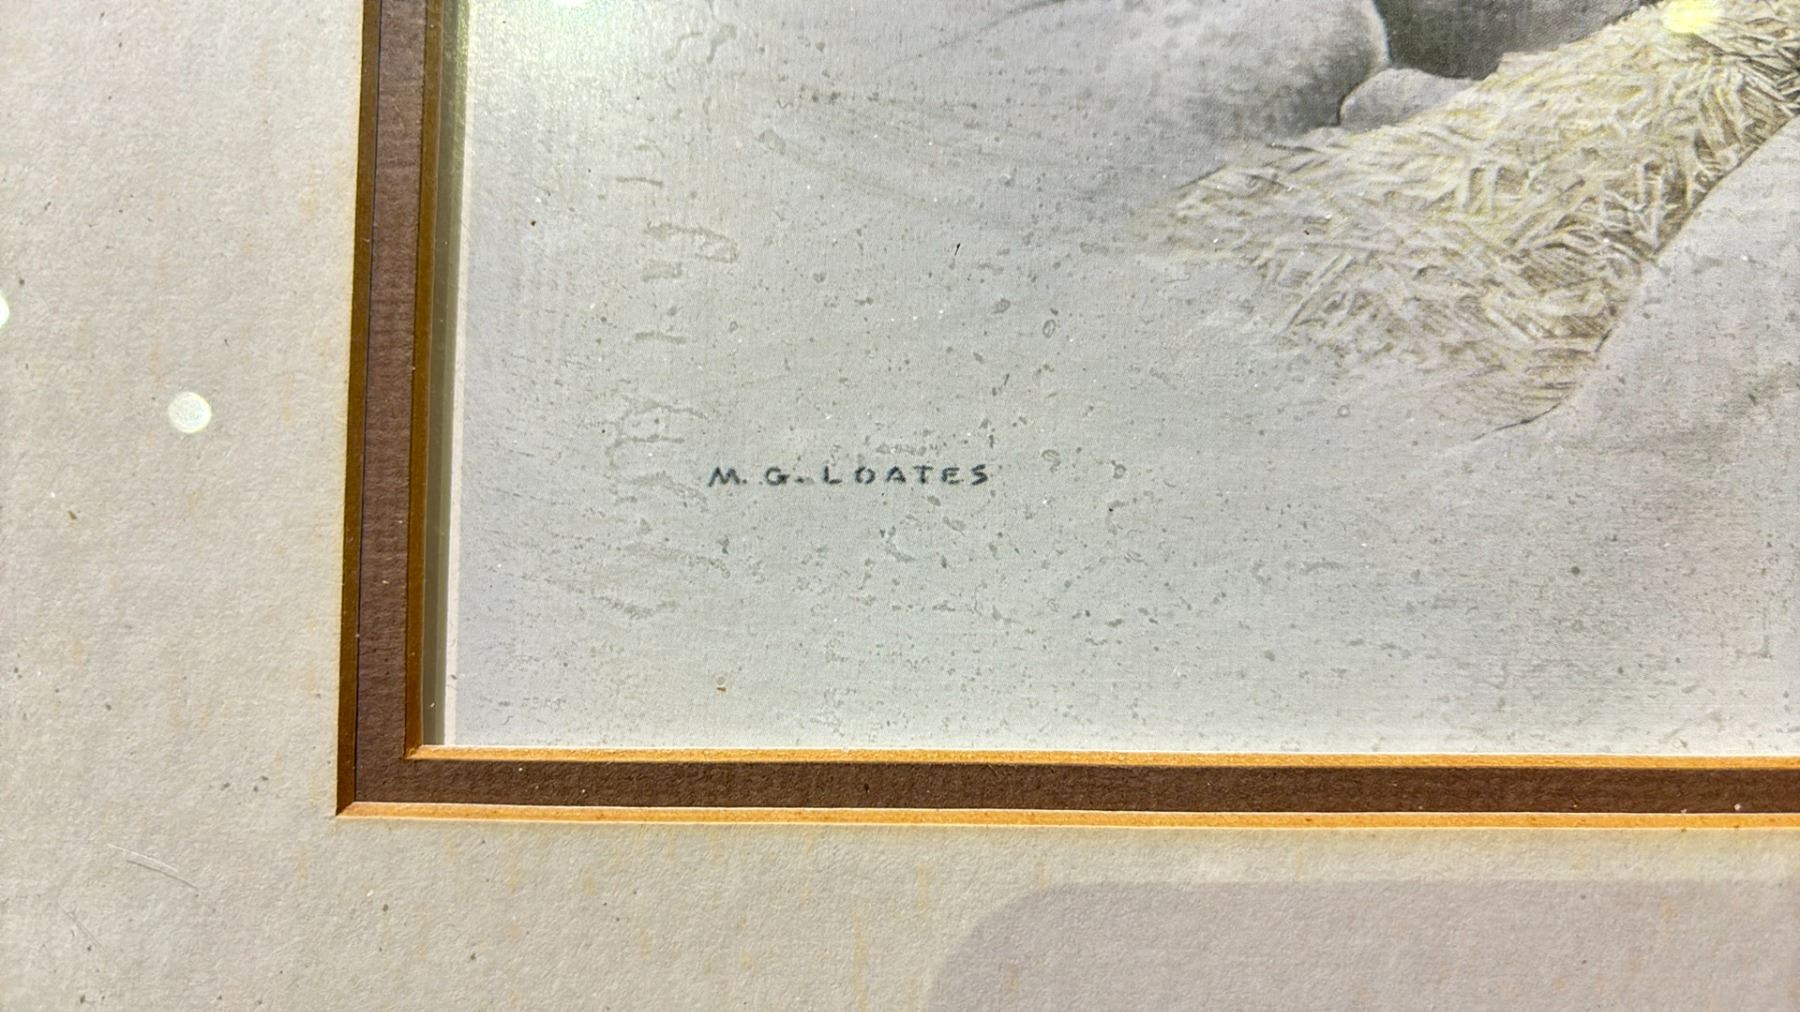 M. G. LOATES